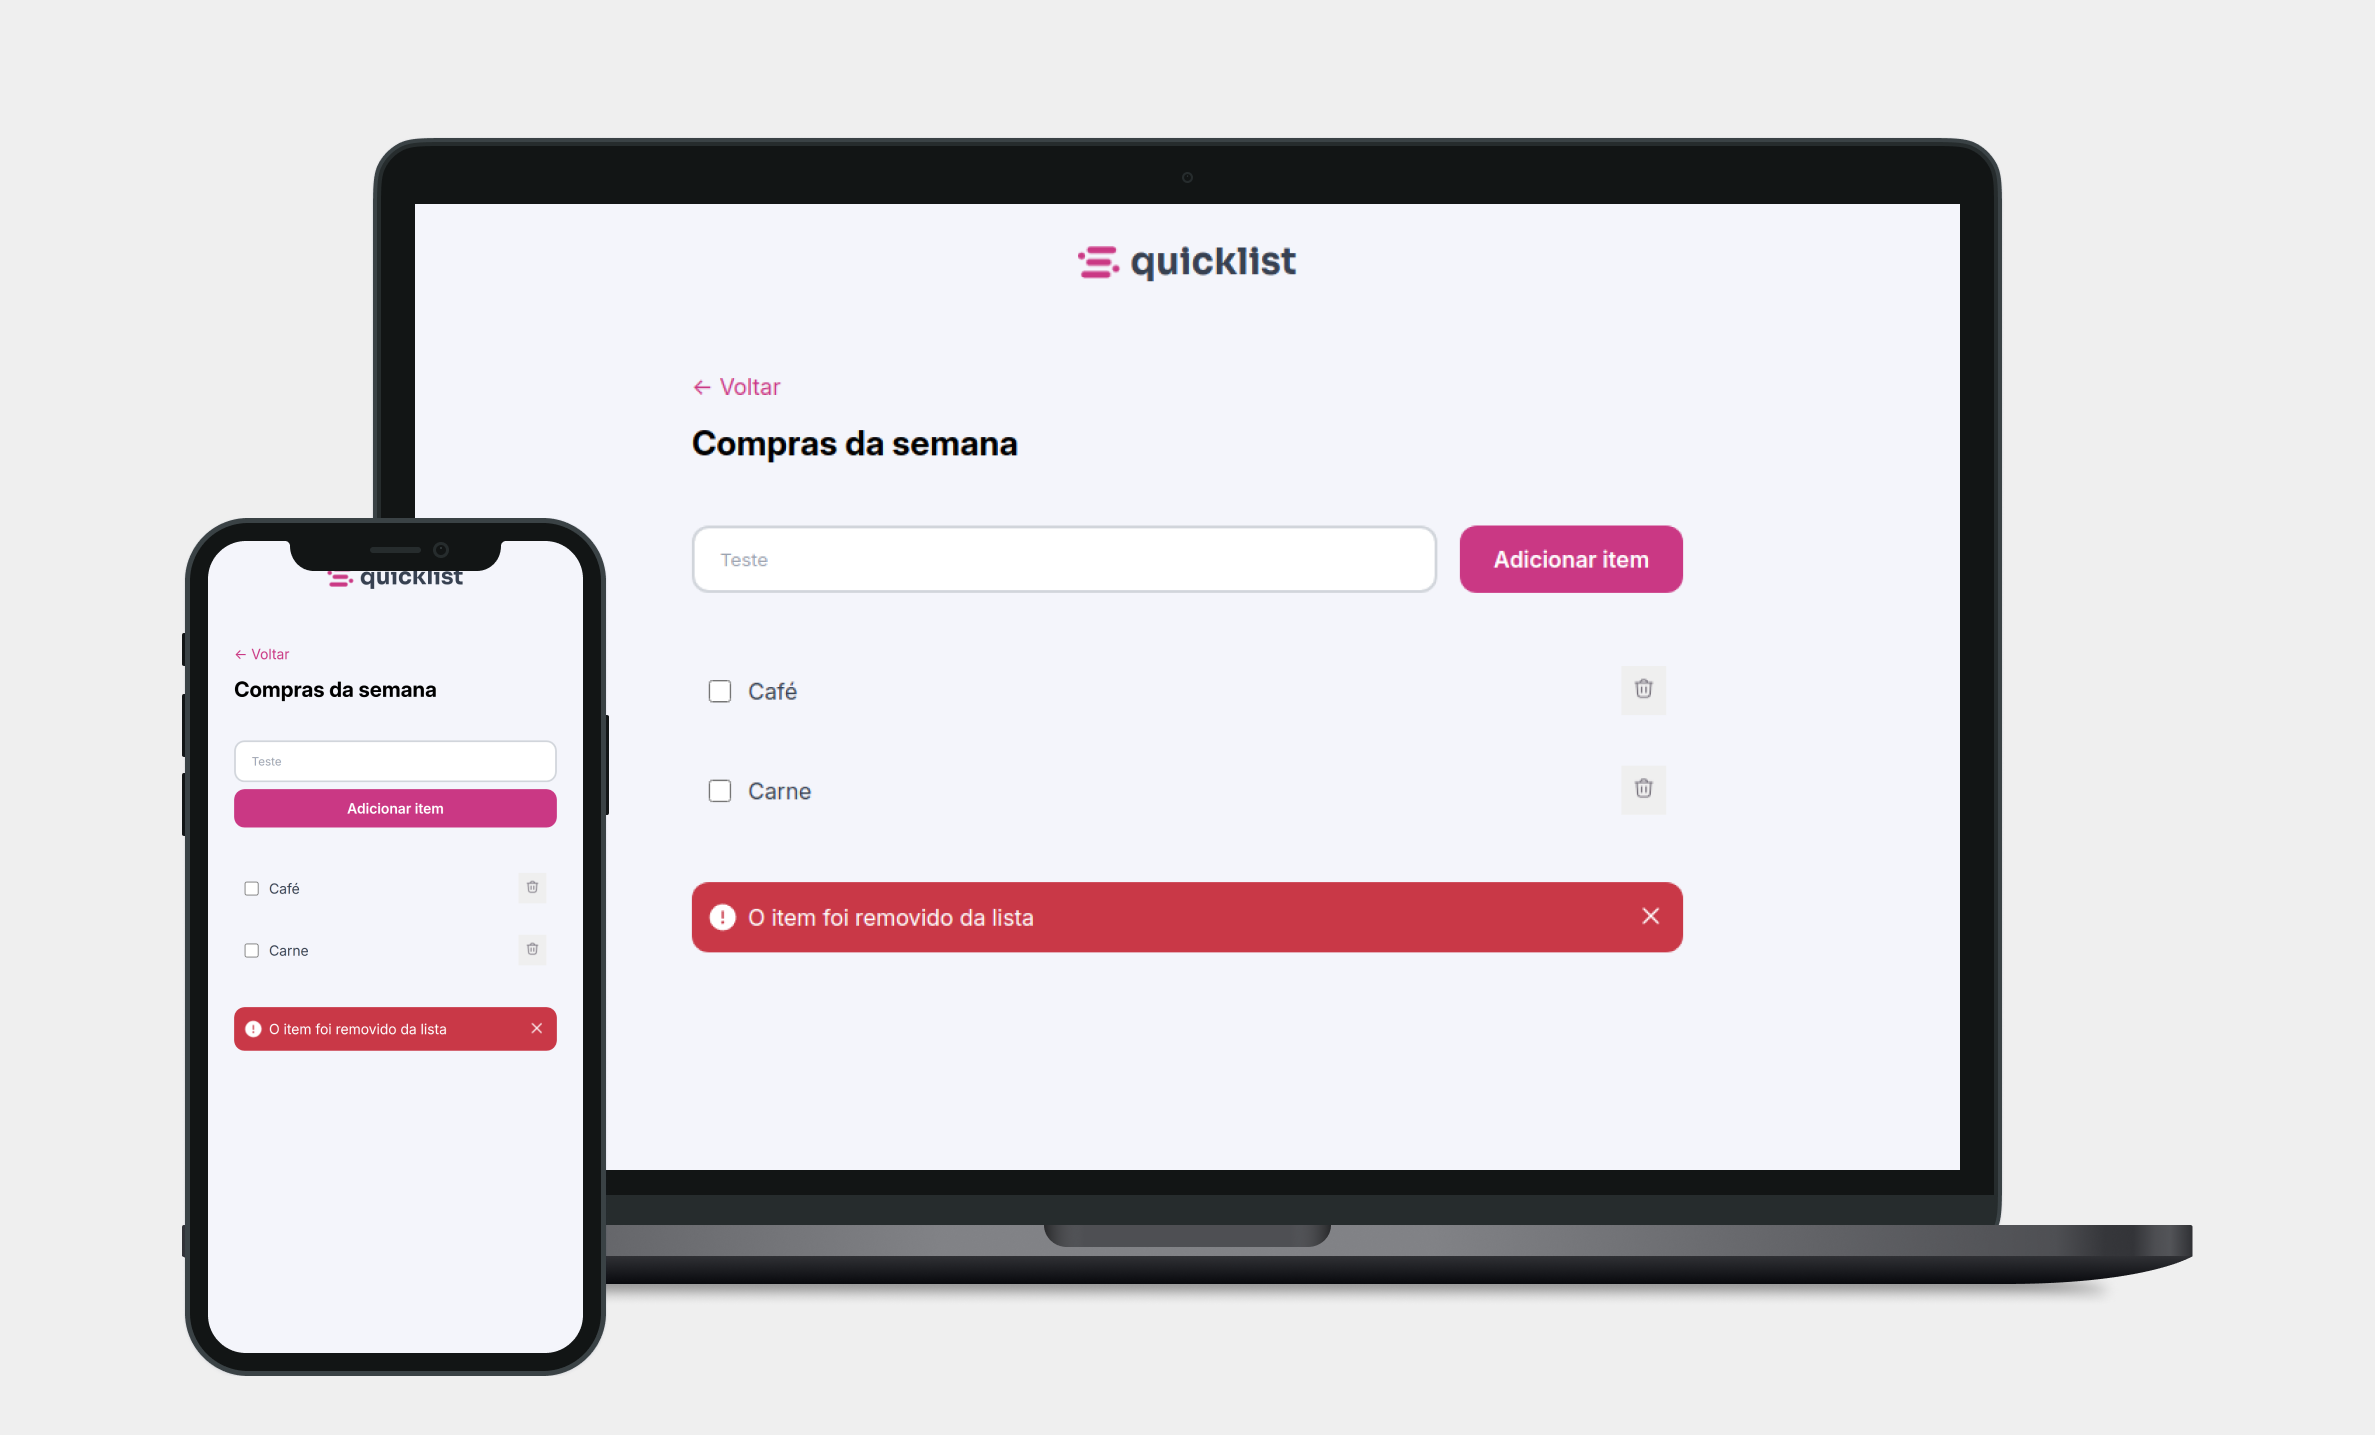 quicklist
← Voltar
Compras da semana
Teste
Adicionar item
Café
Carne
O item foi removido da lista
quicklist
← Voltar
Compras da semana
Teste
Adicionar item
Café
Carne
O item foi removido da lista